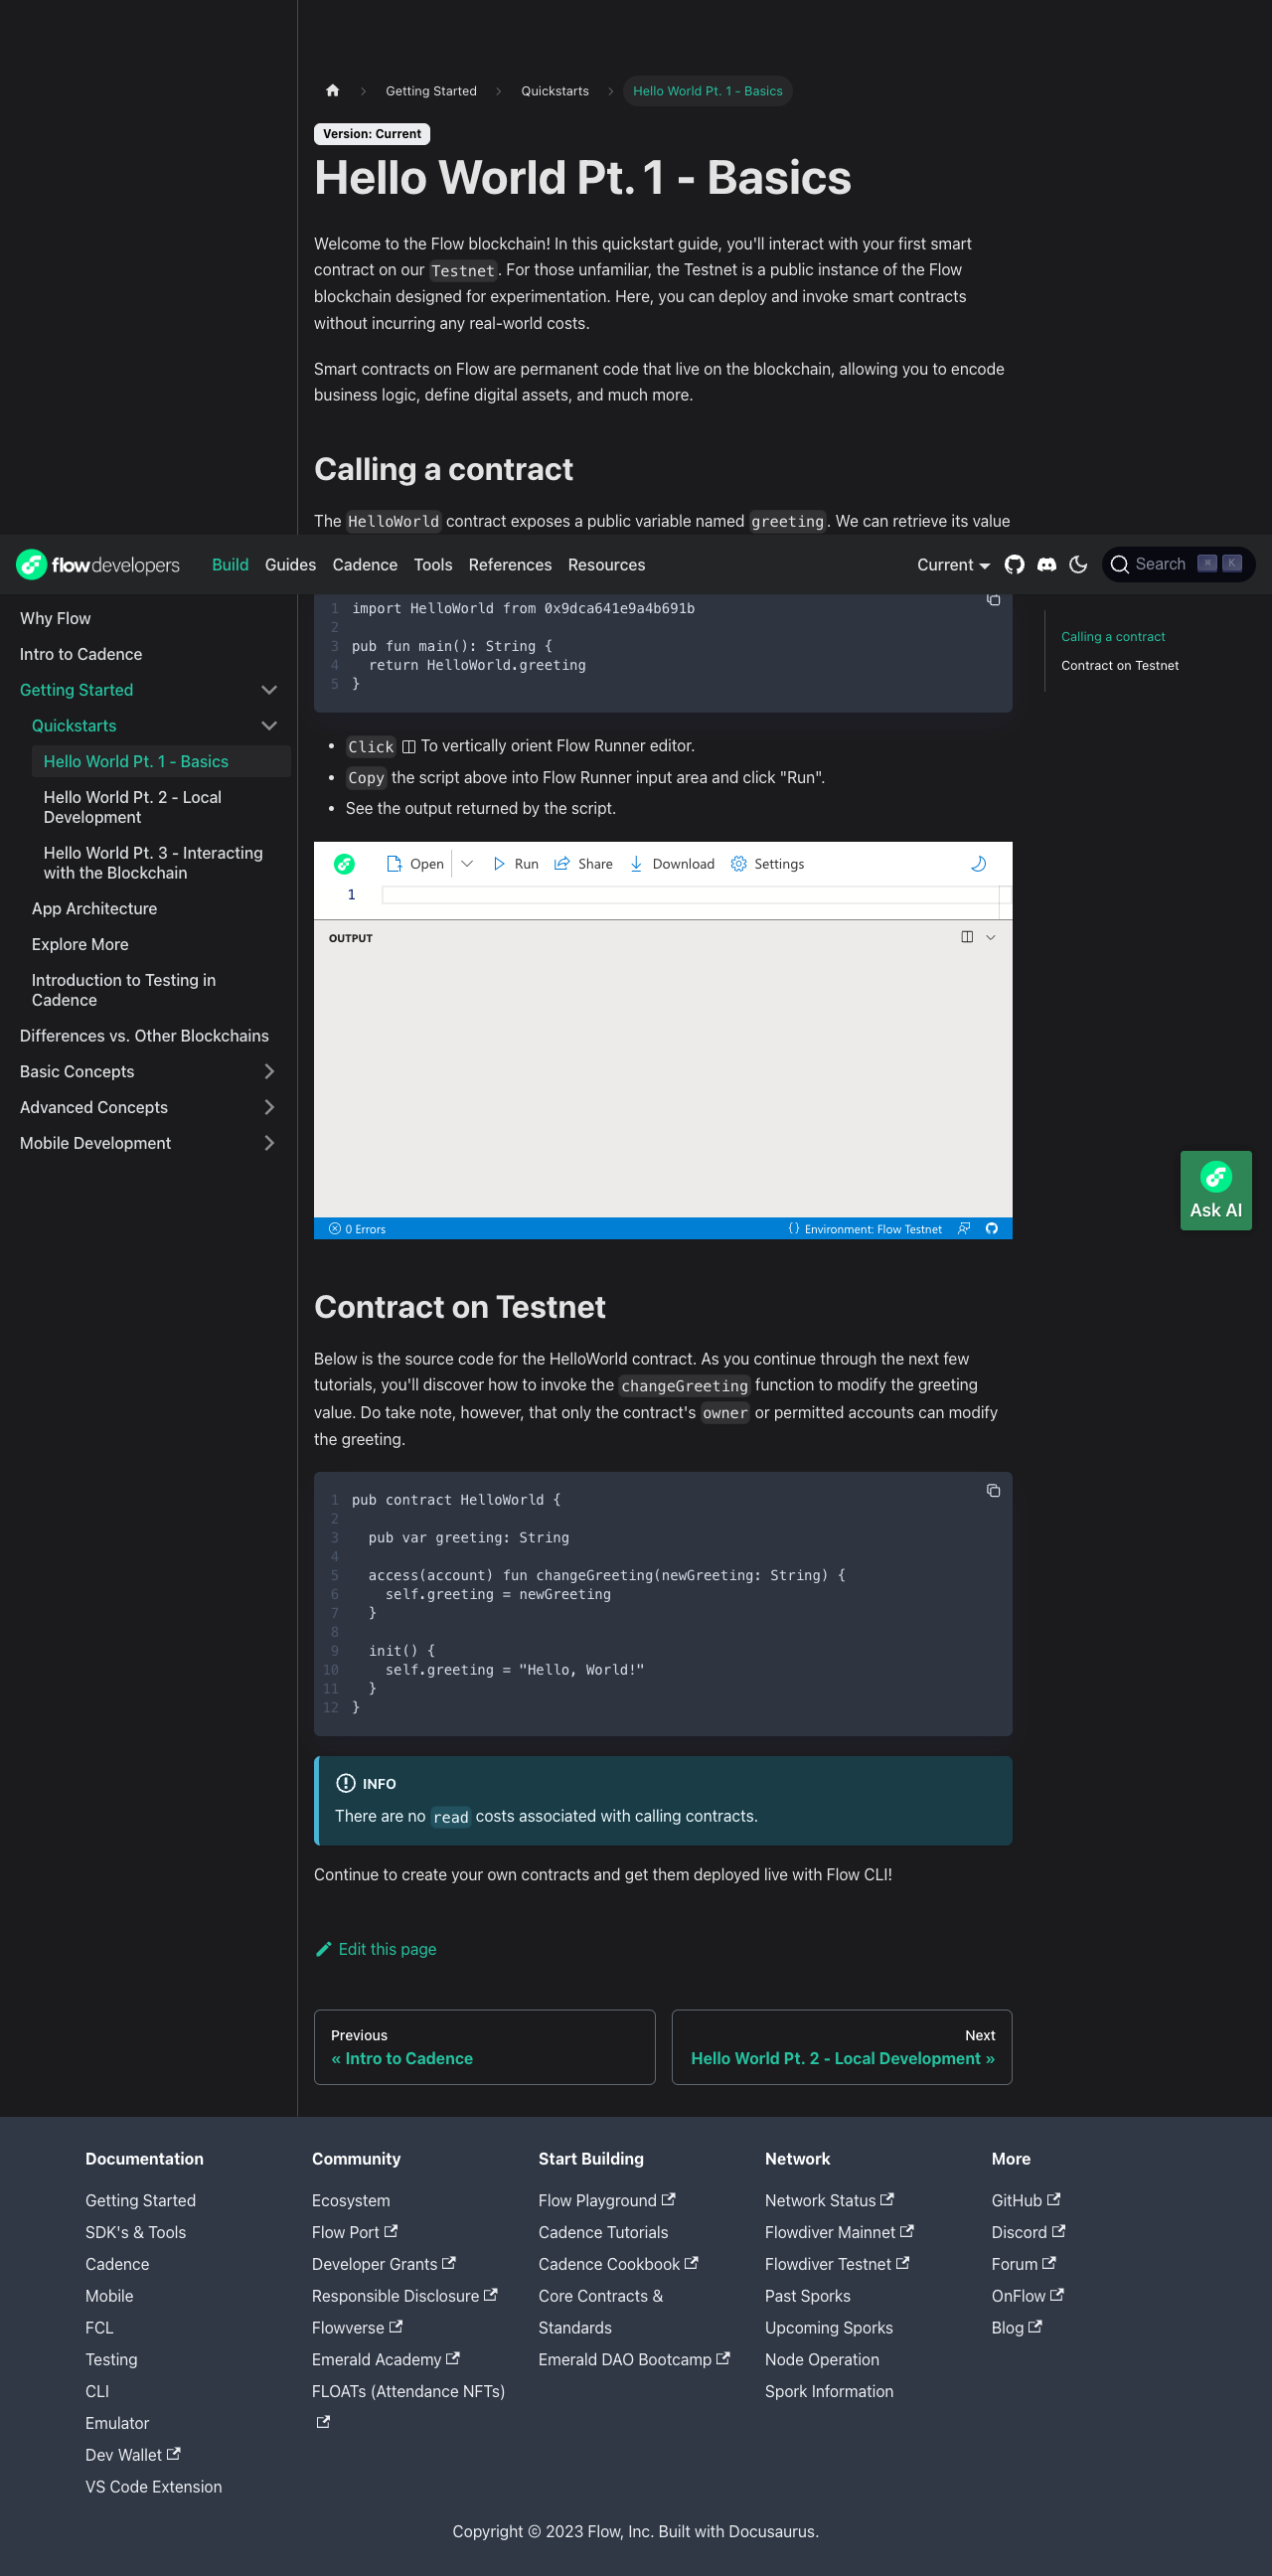 Getting Started
Quickstarts
Hello World Pt. 1 - Basics
Version: Current
Hello World Pt. 1 - Basics
Welcome to the Flow blockchain! In this quickstart guide, you'll interact with your first smart
contract on our Testnet. For those unfamiliar, the Testnet is a public instance of the Flow
blockchain designed for experimentation. Here, you can deploy and invoke smart contracts
without incurring any real-world costs.
Smart contracts on Flow are permanent code that live on the blockchain, allowing you to encode
business logic, define digital assets, and much more.
Calling a contract
The HelloWorld contract exposes a public variable named greeting. We can retrieve its value
flowdevelopers
Build
Guides
Cadence
Tools
References
Resources
Current
Search ⌘ K
Why Flow
Intro to Cadence
Getting Started
Quickstarts
Hello World Pt. 1 - Basics
Hello World Pt. 2 - Local
Development
Hello World Pt. 3 - Interacting
with the Blockchain
App Architecture
Explore More
Introduction to Testing in
Cadence
Differences vs. Other Blockchains
Basic Concepts
Advanced Concepts
Mobile Development
1 import HelloWorld from 0x9dca641e9a4b691b
2
3 pub fun main(): String {
4   return HelloWorld.greeting
5 }
Calling a contract
Contract on Testnet
• Click To vertically orient Flow Runner editor.
• Copy the script above into Flow Runner input area and click "Run".
• See the output returned by the script.
Open
Run
Share
Download
Settings
1
OUTPUT
0 Errors
{} Environment: Flow Testnet
Ask AI
Contract on Testnet
Below is the source code for the HelloWorld contract. As you continue through the next few
tutorials, you'll discover how to invoke the changeGreeting function to modify the greeting
value. Do take note, however, that only the contract's owner or permitted accounts can modify
the greeting.
1 pub contract HelloWorld {
2
3   pub var greeting: String
4
5   access(account) fun changeGreeting(newGreeting: String) {
6     self.greeting = newGreeting
7   }
8
9   init() {
10     self.greeting = "Hello, World!"
11   }
12 }
INFO
There are no read costs associated with calling contracts.
Continue to create your own contracts and get them deployed live with Flow CLI!
Edit this page
Previous
« Intro to Cadence
Next
Hello World Pt. 2 - Local Development »
Documentation
Getting Started
SDK's & Tools
Cadence
Mobile
FCL
Testing
CLI
Emulator
Dev Wallet
VS Code Extension
Community
Ecosystem
Flow Port
Developer Grants
Responsible Disclosure
Flowverse
Emerald Academy
FLOATs (Attendance NFTs)
Start Building
Flow Playground
Cadence Tutorials
Cadence Cookbook
Core Contracts &
Standards
Emerald DAO Bootcamp
Network
Network Status
Flowdiver Mainnet
Flowdiver Testnet
Past Sporks
Upcoming Sporks
Node Operation
Spork Information
More
GitHub
Discord
Forum
OnFlow
Blog
Copyright © 2023 Flow, Inc. Built with Docusaurus.